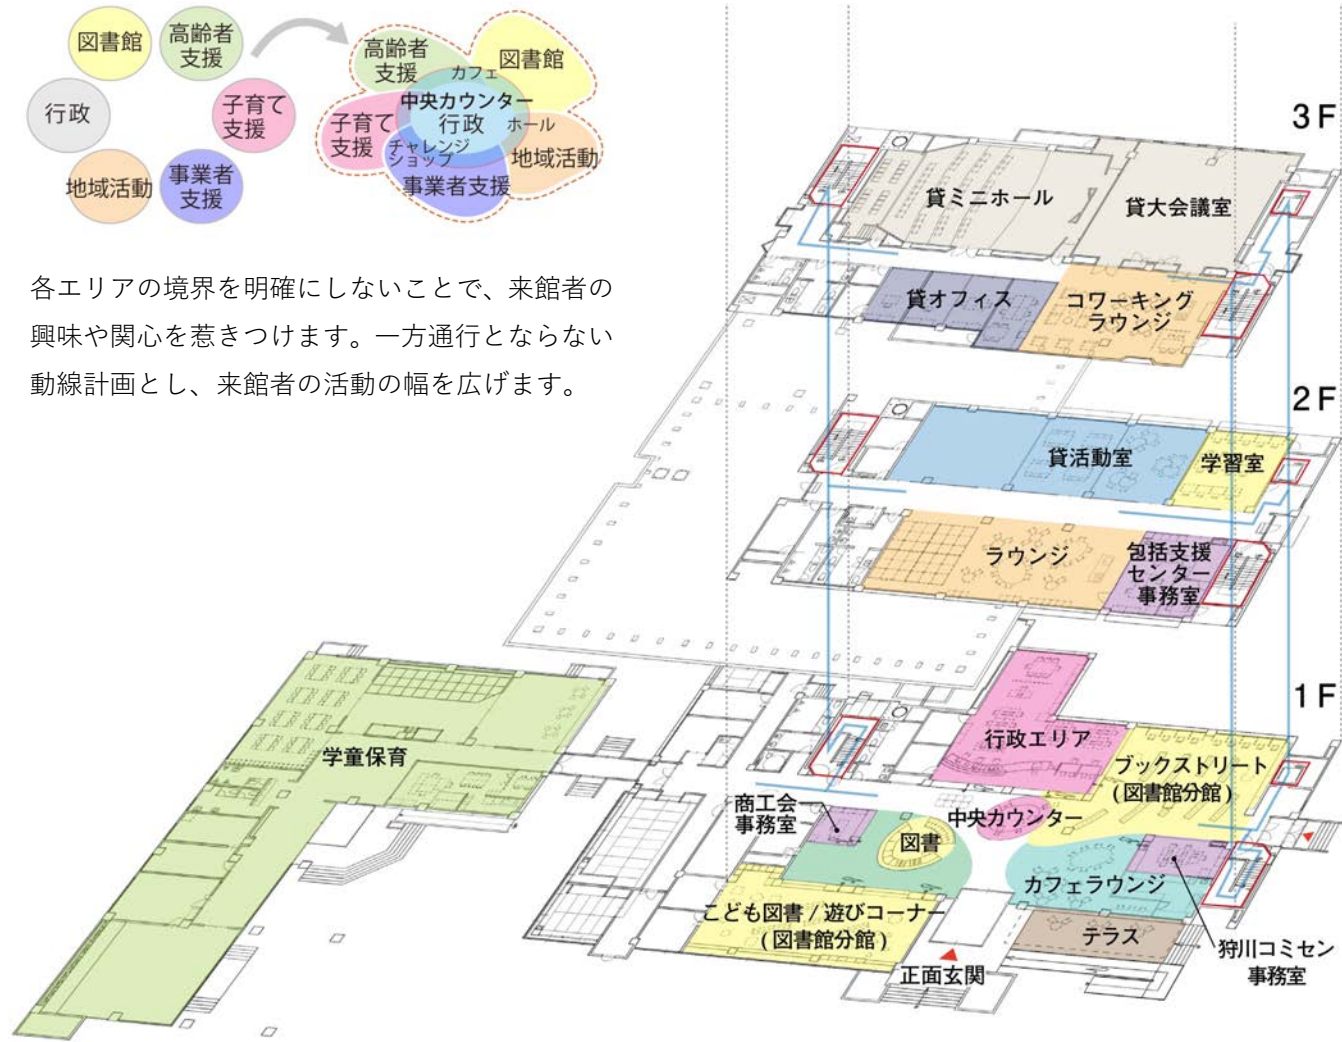 図書館
高齢者
支援
行政
子育て
支援
地域活動
事業者
支援
高齢者
支援
カフェ
図書館
中央カウンター
行政
子育て
支援
ホール
チャレンジ
ショップ
地域活動
事業者支援
各エリアの境界を明確にしないことで、来館者の
興味や関心を惹きつけます。一方通行とならない
動線計画とし、来館者の活動の幅を広げます。
3F
貸ミニホール
貸大会議室
貸オフィス
コワーキング
ラウンジ
2F
貸活動室
学習室
ラウンジ
包括支援
センター
事務室
1F
学童保育
行政エリア
ブックストリート
(図書館分館)
商工会
事務室
中央カウンター
図書
カフェラウンジ
こども図書/遊びコーナー
(図書館分館)
テラス
狩川コミセン
事務室
正面玄関